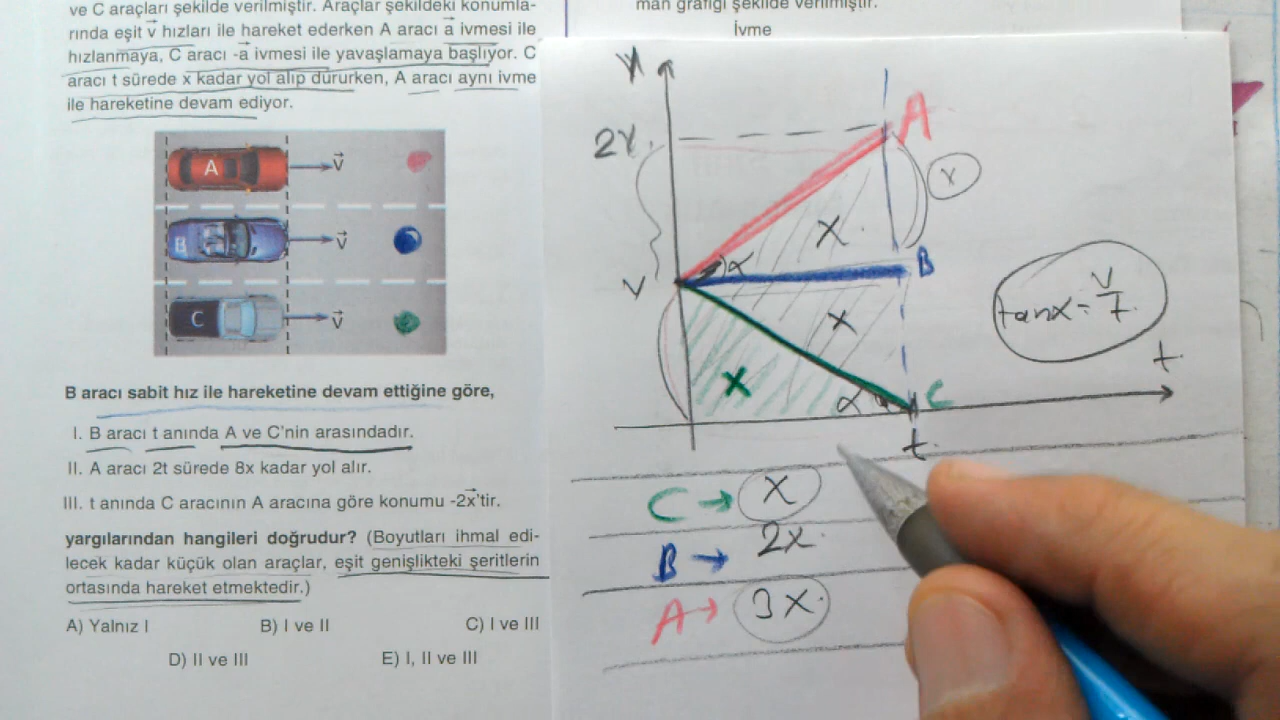 ve C araçları şekilde verilmiştir. Araçlar şekildeki konumla-
rında eşit v hızları ile hareket ederken A aracı a ivmesi ile
hızlanmaya, C aracı -a ivmesi ile yavaşlamaya başlıyor. C
aracı t sürede x kadar yol alıp dururken, A aracı aynı ivme
ile hareketine devam ediyor.
A
v
B
v
C
v
B aracı sabit hız ile hareketine devam ettiğine göre,
I. B aracı t anında A ve C'nin arasındadır.
II. A aracı 2t sürede 8x kadar yol alır.
III. t anında C aracının A aracına göre konumu -2x'tir.
yargılarından hangileri doğrudur? (Boyutları ihmal edi-
lecek kadar küçük olan araçlar, eşit genişlikteki şeritlerin
ortasında hareket etmektedir.)
A) Yalnız I B) I ve II C) I ve III
D) II ve III E) I, II ve III
man grafiği şekilde verilmiştir.
İvme
V
2V
A
V
x
α
B
V
x
x
α
C
t
t
tanα = V/t
C → x
B → 2x
A → 3x